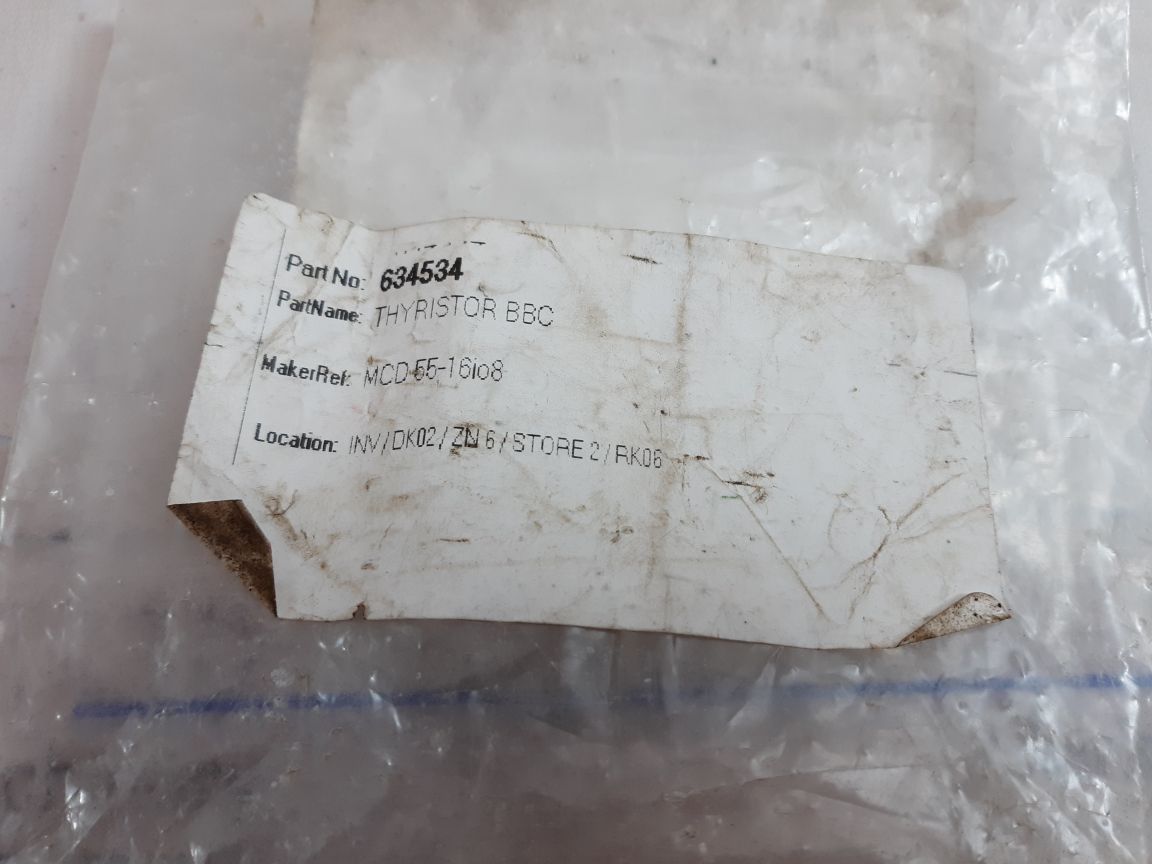 Part No: 634534
PartName: THYRISTOR BBC
MakerRef: MCD 55-16io8
Location: INV/DK02/ZN 6/STORE 2/RK06